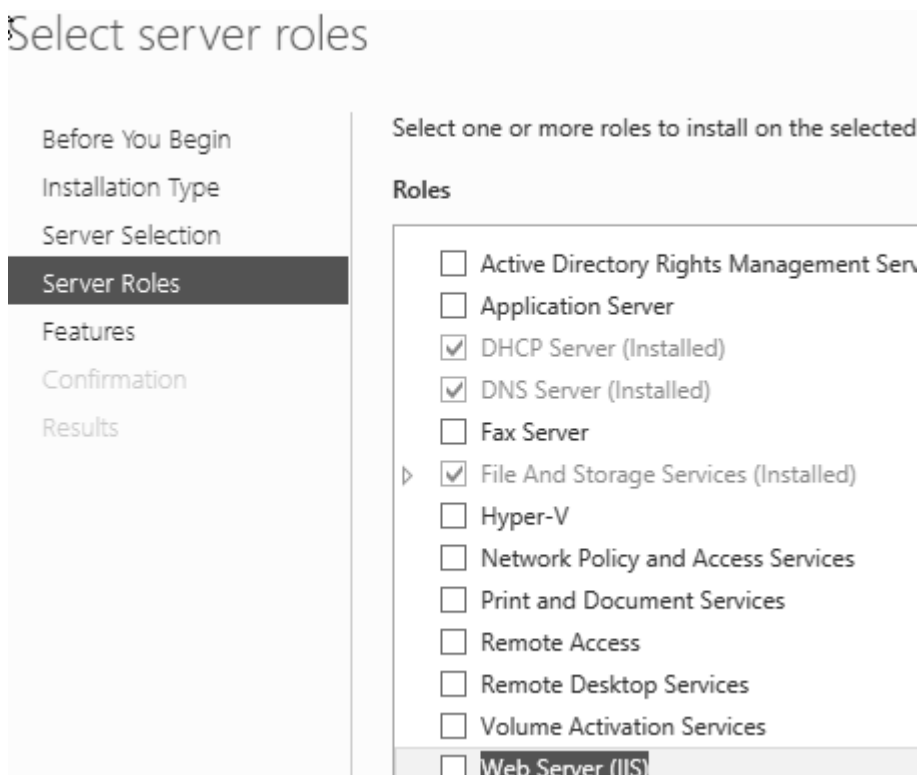 Select server roles
Before You Begin
Installation Type
Server Selection
Server Roles
Features
Confirmation
Results
Select one or more roles to install on the selected
Roles
Active Directory Rights Management Serv
Application Server
DHCP Server (Installed)
DNS Server (Installed)
Fax Server
File And Storage Services (Installed)
Hyper-V
Network Policy and Access Services
Print and Document Services
Remote Access
Remote Desktop Services
Volume Activation Services
Web Server (IIS)